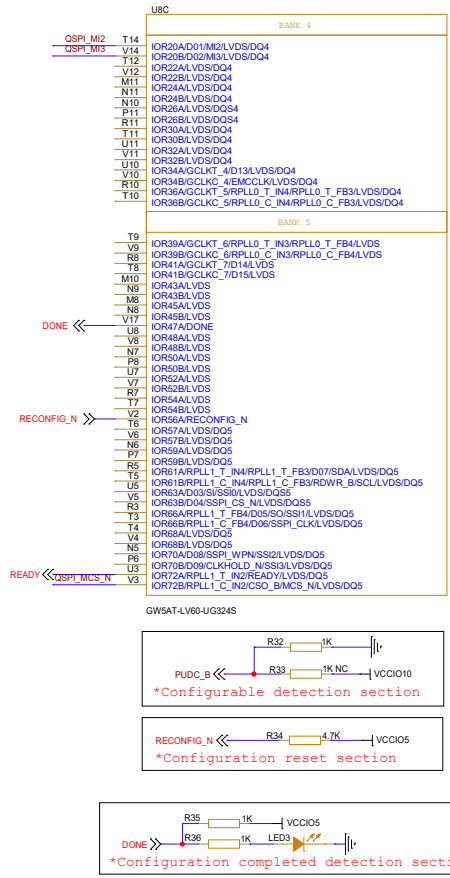 U8C
BANK 4
QSPI_MI2 T14 IOR20A/D01/MI2/LVDS/DQ4
QSPI_MI3 V14 IOR20B/D02/MI3/LVDS/DQ4
T12 IOR22A/LVDS/DQ4
V12 IOR22B/LVDS/DQ4
M11 IOR24A/LVDS/DQ4
N11 IOR24B/LVDS/DQ4
N10 IOR26A/LVDS/DQS4
P11 IOR26B/LVDS/DQS4
R11 IOR30A/LVDS/DQ4
T11 IOR30B/LVDS/DQ4
U11 IOR32A/LVDS/DQ4
V11 IOR32B/LVDS/DQ4
U10 IOR34A/GCLKT_4/D13/LVDS/DQ4
V10 IOR34B/GCLKC_4/EMCCLK/LVDS/DQ4
R10 IOR36A/GCLKT_5/RPLL0_T_IN4/RPLL0_T_FB3/LVDS/DQ4
T10 IOR36B/GCLKC_5/RPLL0_C_IN4/RPLL0_C_FB3/LVDS/DQ4
BANK 5
T9 IOR39A/GCLKT_6/RPLL0_T_IN3/RPLL0_T_FB4/LVDS
V9 IOR39B/GCLKC_6/RPLL0_C_IN3/RPLL0_C_FB4/LVDS
R8 IOR41A/GCLKT_7/D14/LVDS
T8 IOR41B/GCLKC_7/D15/LVDS
M10 IOR43A/LVDS
N9 IOR43B/LVDS
M8 IOR45A/LVDS
N8 IOR45B/LVDS
DONE V17 IOR47A/DONE
U8 IOR48A/LVDS
V8 IOR48B/LVDS
N7 IOR50A/LVDS
P8 IOR50B/LVDS
U7 IOR52A/LVDS
V7 IOR52B/LVDS
R7 IOR54A/LVDS
T7 IOR54B/LVDS
RECONFIG_N V2 IOR56A/RECONFIG_N
T6 IOR57A/LVDS/DQ5
V6 IOR57B/LVDS/DQ5
N6 IOR59A/LVDS/DQ5
P7 IOR59B/LVDS/DQ5
R5 IOR61A/RPLL1_T_IN4/RPLL1_T_FB3/D07/SDA/LVDS/DQ5
T5 IOR61B/RPLL1_C_IN4/RPLL1_C_FB3/RDWR_B/SCL/LVDS/DQ5
U5 IOR63A/D03/SI/SSI0/LVDS/DQS5
V5 IOR63B/D04/SSPI_CS_N/LVDS/DQS5
R3 IOR66A/RPLL1_T_FB4/D05/SO/SSI1/LVDS/DQ5
T3 IOR66B/RPLL1_C_FB4/D06/SSPI_CLK/LVDS/DQ5
T4 IOR68A/LVDS/DQ5
V4 IOR68B/LVDS/DQ5
N5 IOR70A/D08/SSPI_WPN/SSI2/LVDS/DQ5
P6 IOR70B/D09/CLKHOLD_N/SSI3/LVDS/DQ5
READY U3 IOR72A/RPLL1_T_IN2/READY/LVDS/DQ5
QSPI_MCS_N V3 IOR72B/RPLL1_C_IN2/CSO_B/MCS_N/LVDS/DQ5
GW5AT-LV60-UG324S
R32 1K
PUDC_B R33 1K NC VCCIO10
*Configurable detection section
RECONFIG_N R34 4.7K VCCIO5
*Configuration reset section
R35 1K VCCIO5
DONE R36 1K LED3
*Configuration completed detection secti